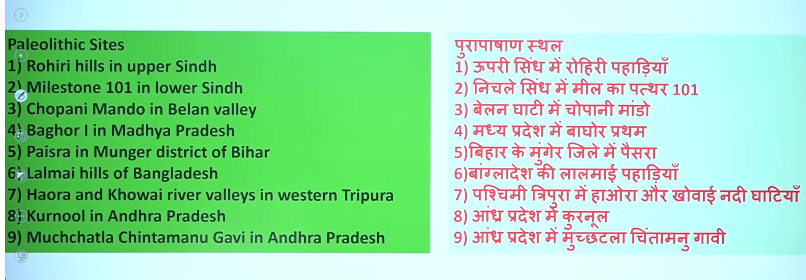 Paleolithic Sites
1) Rohiri hills in upper Sindh
2) Milestone 101 in lower Sindh
3) Chopani Mando in Belan valley
4) Baghor I in Madhya Pradesh
5) Paisra in Munger district of Bihar
6) Lalmai hills of Bangladesh
7) Haora and Khowai river valleys in western Tripura
8) Kurnool in Andhra Pradesh
9) Muchchatla Chintamanu Gavi in Andhra Pradesh
पुरापाषाण स्थल
1) ऊपरी सिंध में रोहिरी पहाड़ियाँ
2) निचले सिंध में मील का पत्थर 101
3) बेलन घाटी में चोपानी मांडो
4) मध्य प्रदेश में बाघोर प्रथम
5)बिहार के मुंगेर जिले में पैसरा
6)बांग्लादेश की लालमाई पहाड़ियाँ
7) पश्चिमी त्रिपुरा में हाओरा और खोवाई नदी घाटियाँ
8) आंध्र प्रदेश में कुरनूल
9) आंध्र प्रदेश में मुच्छटला चिंतामनु गावी